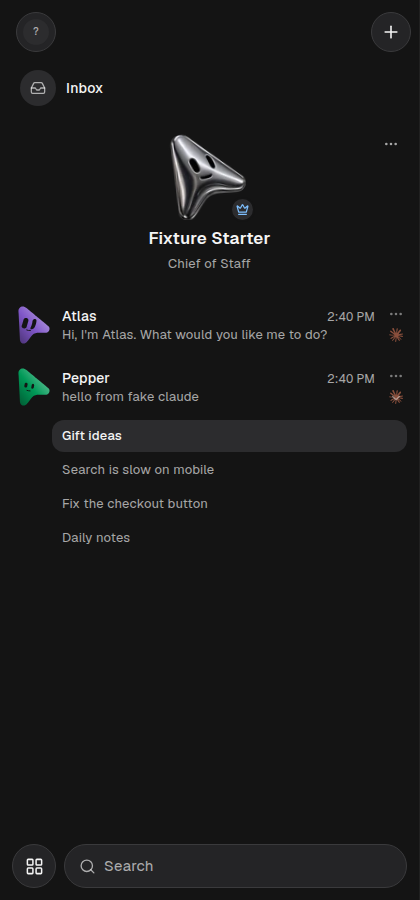 ?
Inbox
Fixture Starter
Chief of Staff
Atlas 2:40 PM
Hi, I'm Atlas. What would you like me to do?
Pepper 2:40 PM
hello from fake claude
Gift ideas
Search is slow on mobile
Fix the checkout button
Daily notes
Search